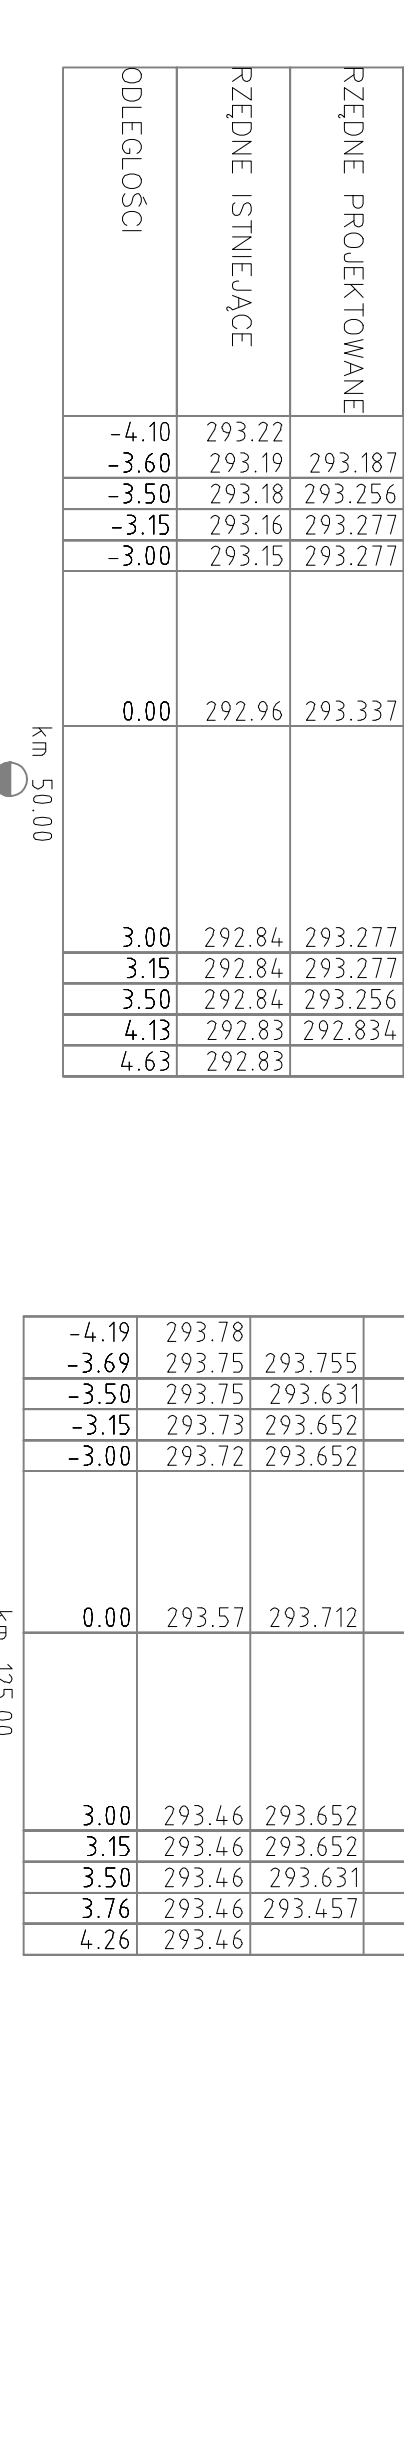 ODLEGLOŚCI
RZĘDNE ISTNIEJĄCE
RZĘDNE PROJEKTOWANE
-4.10 293.22
-3.60 293.19 293.187
-3.50 293.18 293.256
-3.15 293.16 293.277
-3.00 293.15 293.277
0.00 292.96 293.337
km 50.00
3.00 292.84 293.277
3.15 292.84 293.277
3.50 292.84 293.256
4.13 292.83 292.834
4.63 292.83
-4.19 293.78
-3.69 293.75 293.755
-3.50 293.75 293.631
-3.15 293.73 293.652
-3.00 293.72 293.652
0.00 293.57 293.712
km 125.00
3.00 293.46 293.652
3.15 293.46 293.652
3.50 293.46 293.631
3.76 293.46 293.457
4.26 293.46